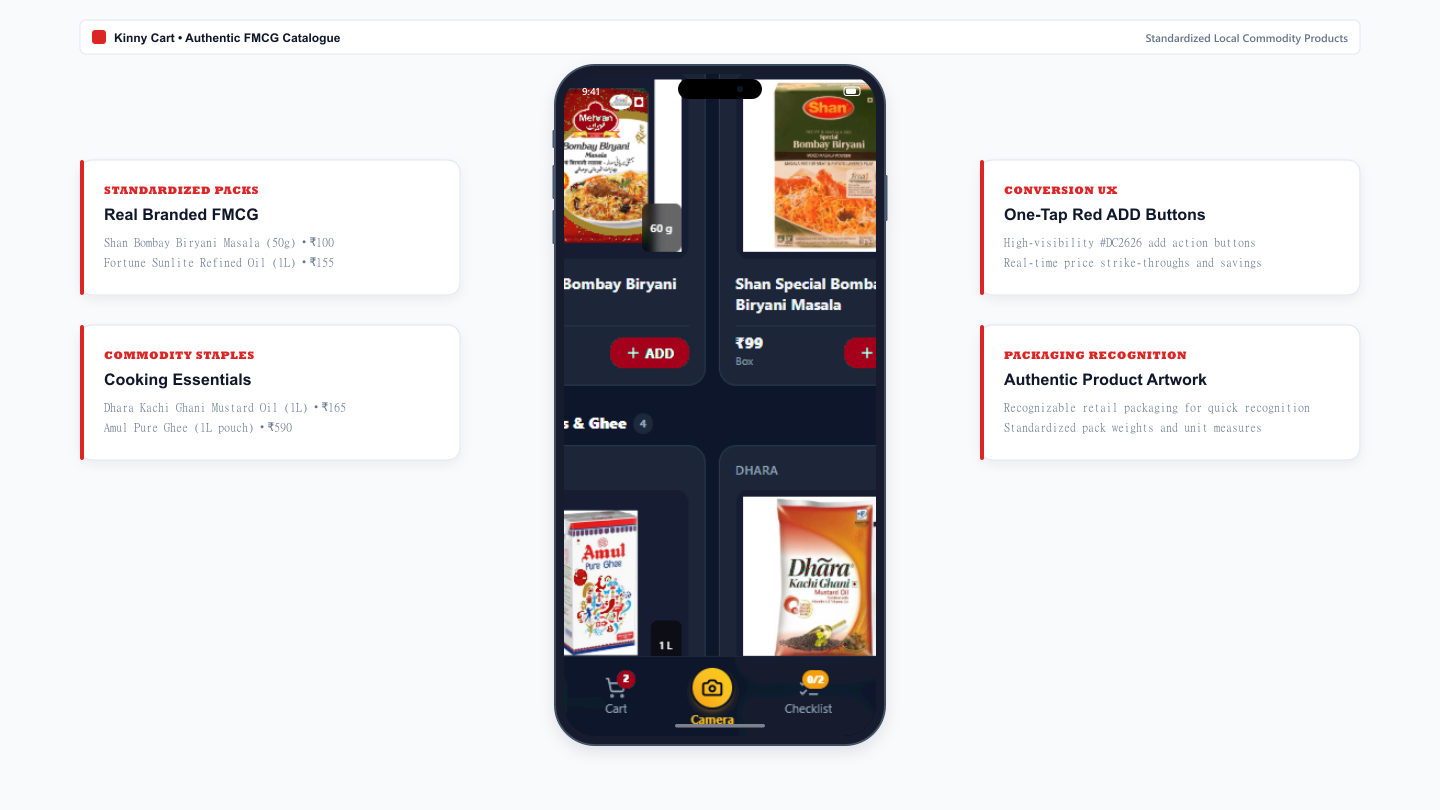 Kinny Cart • Authentic FMCG Catalogue
Standardized Local Commodity Products
STANDARDIZED PACKS
Real Branded FMCG
Shan Bombay Biryani Masala (50g) • ₹100
Fortune Sunlite Refined Oil (1L) • ₹155
COMMODITY STAPLES
Cooking Essentials
Dhara Kachi Ghani Mustard Oil (1L) • ₹165
Amul Pure Ghee (1L pouch) • ₹590
9:41
Mehran
Bombay Biryani
Masala
60 g
Shan
Special
Bombay Biryani
Bombay Biryani
Shan Special Bomba
Biryani Masala
+ ADD
₹99
Box
+
s & Ghee 4
DHARA
Amul
Pure Ghee
1 L
Dhāra
Kachi Ghani
Mustard Oil
2
Cart
Camera
0/2
Checklist
CONVERSION UX
One-Tap Red ADD Buttons
High-visibility #DC2626 add action buttons
Real-time price strike-throughs and savings
PACKAGING RECOGNITION
Authentic Product Artwork
Recognizable retail packaging for quick recognition
Standardized pack weights and unit measures